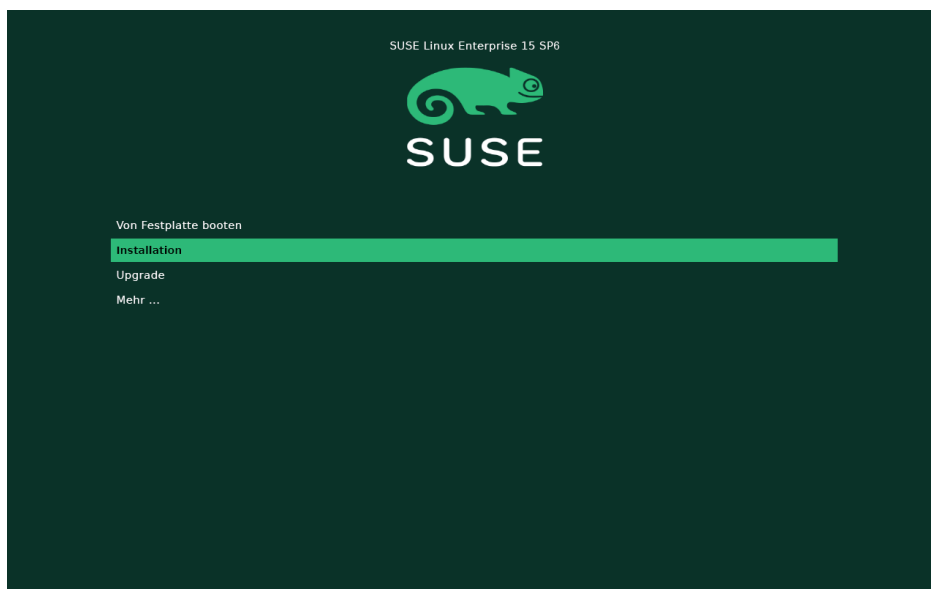 SUSE Linux Enterprise 15 SP6
SUSE
Von Festplatte booten
Installation
Upgrade
Mehr ...